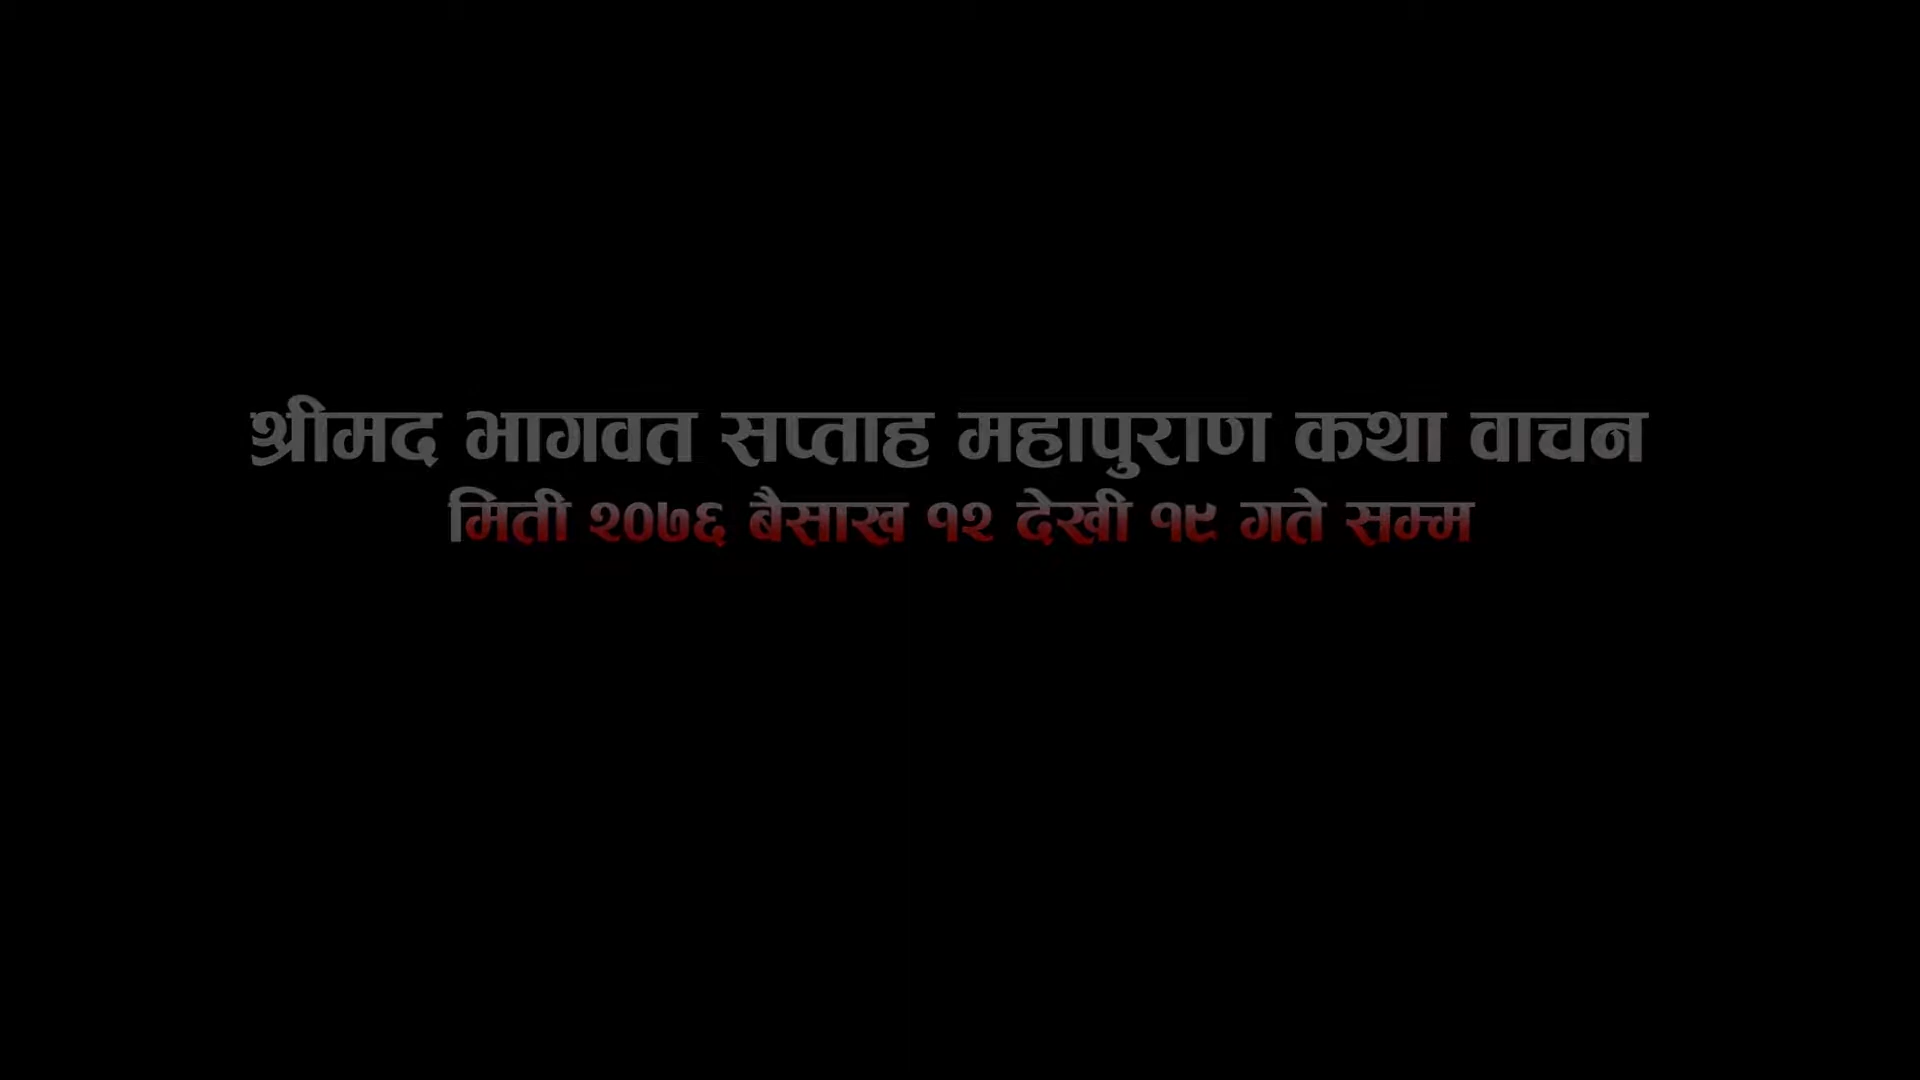 श्रीमद भागवत सप्ताह महापुराण कथा वाचन
मिती २०७६ बैसाख १२ देखी १९ गते सम्म